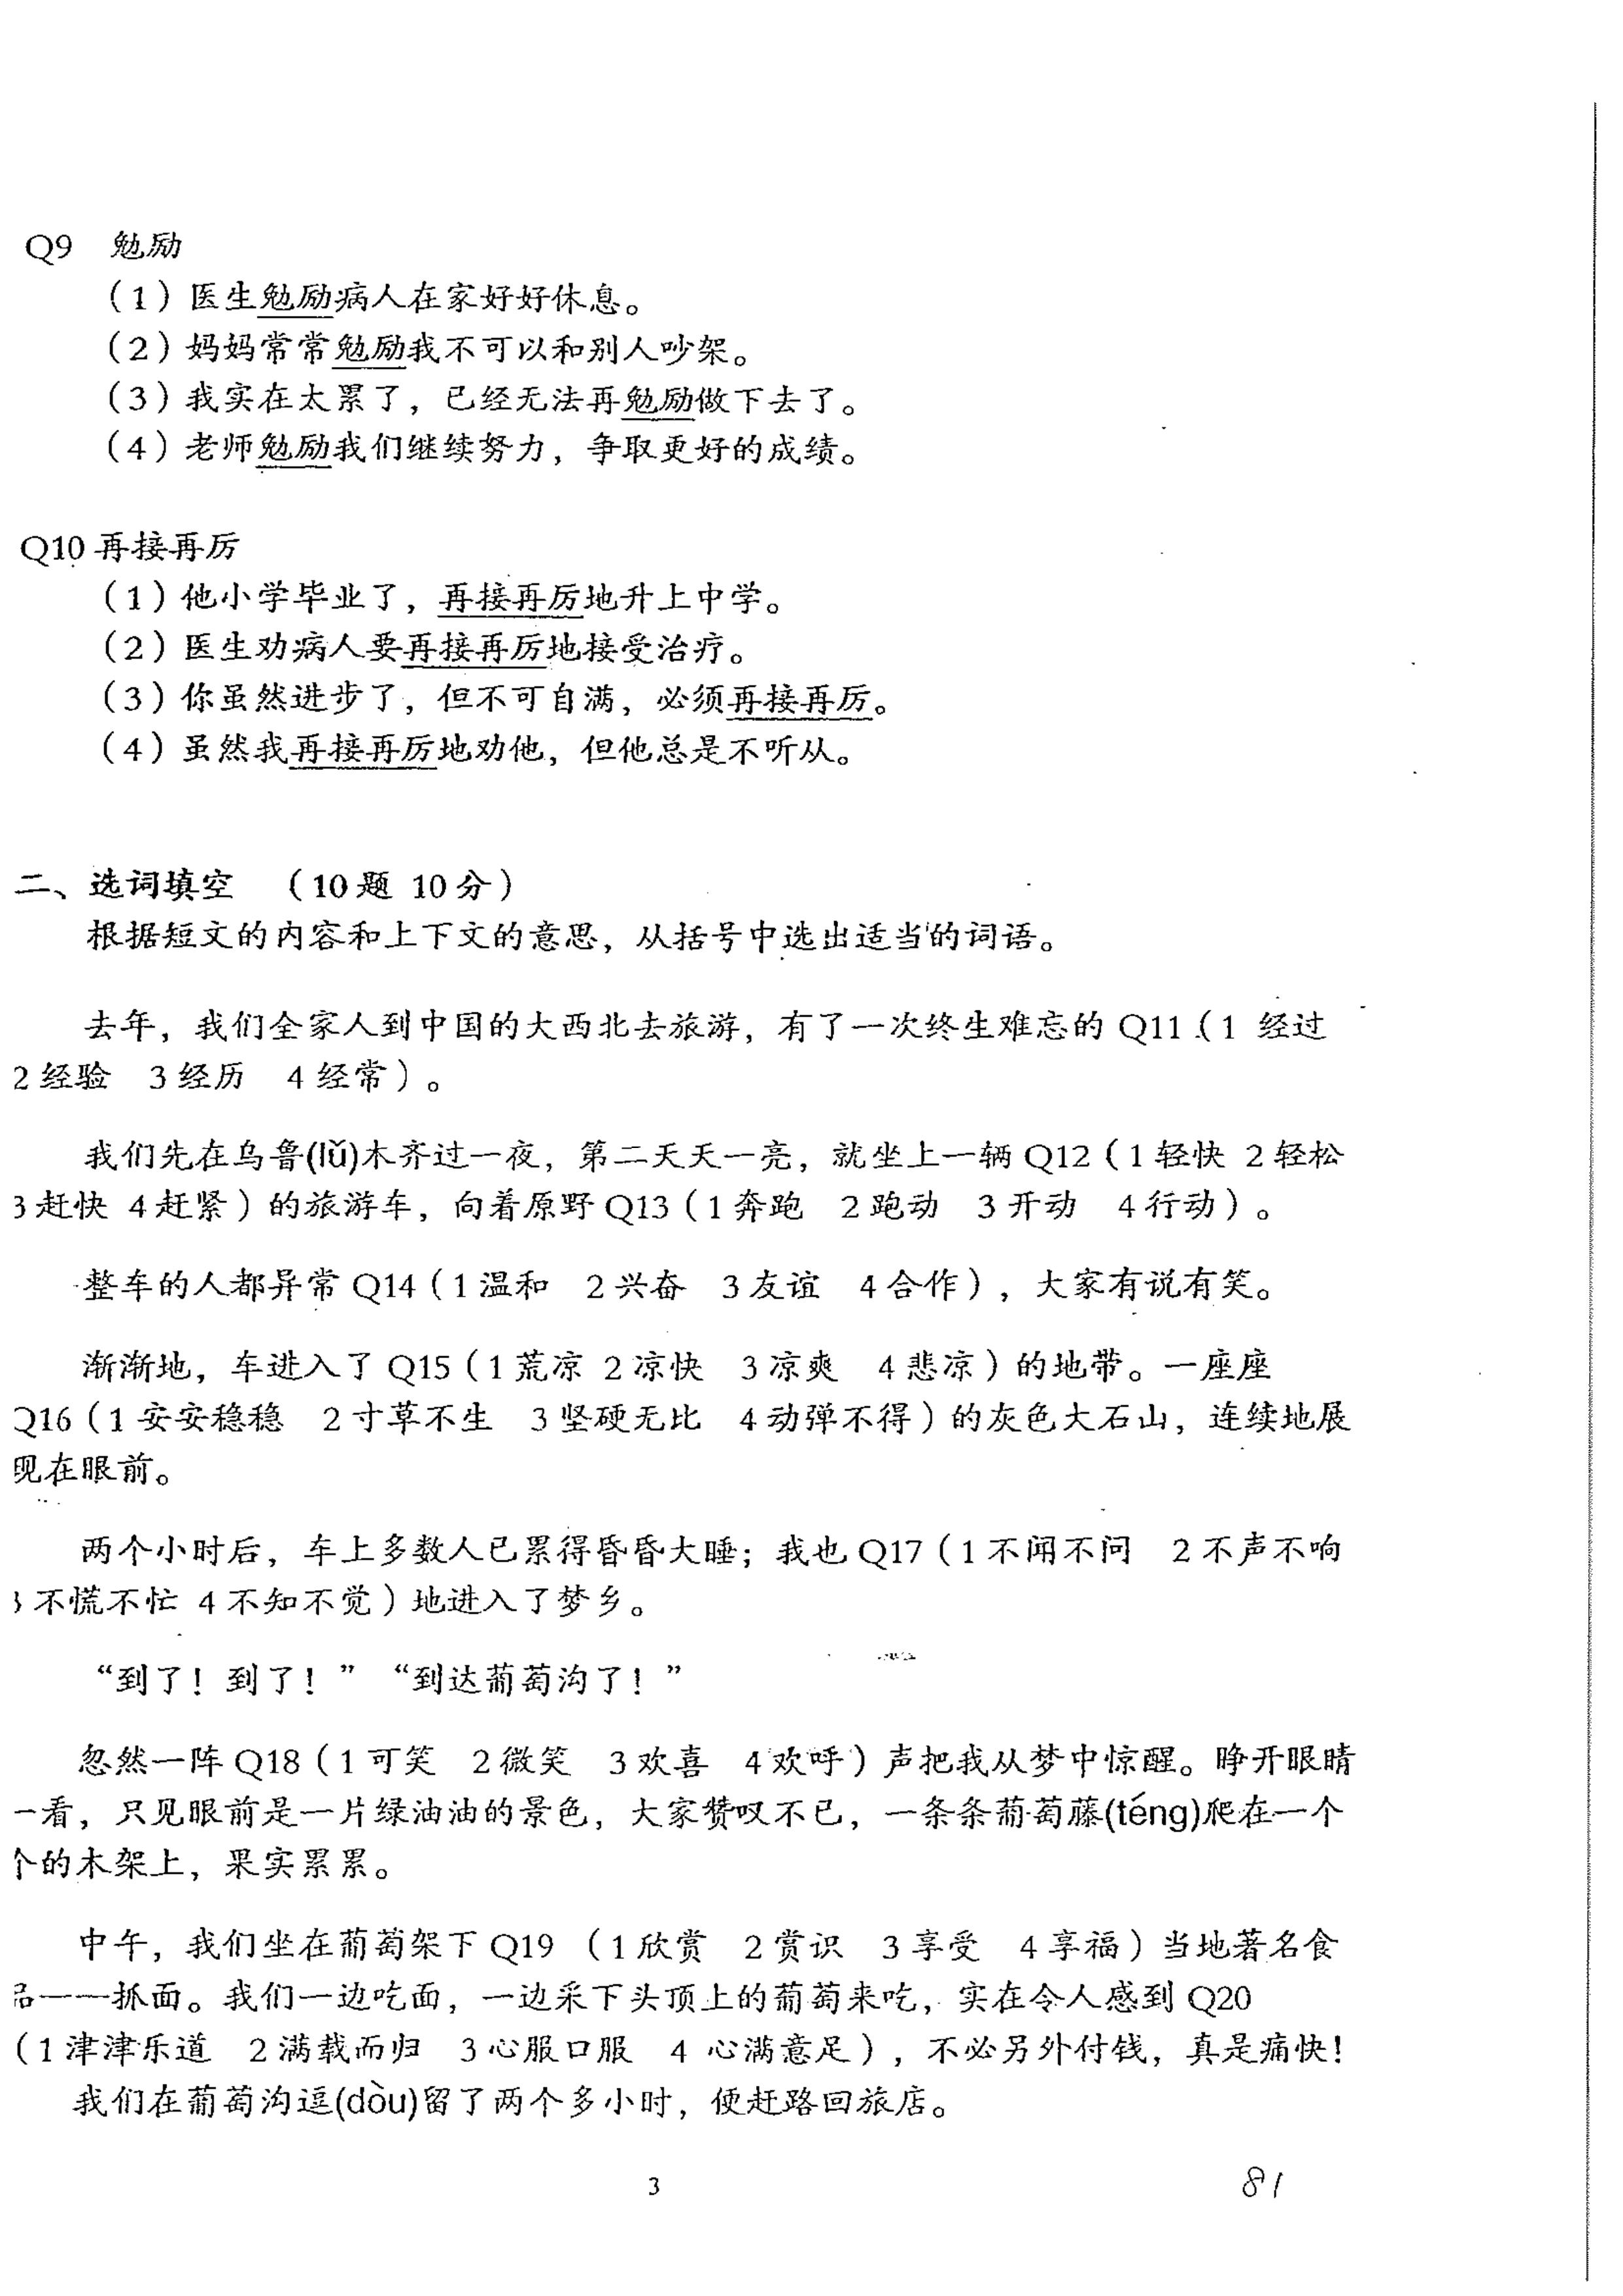 Q9 勉励
（1）医生勉励病人在家好好休息。
（2）妈妈常常勉励我不可以和别人吵架。
（3）我实在太累了，已经无法再勉励做下去了。
（4）老师勉励我们继续努力，争取更好的成绩。
Q10 再接再厉
（1）他小学毕业了，再接再厉地升上中学。
（2）医生劝病人要再接再厉地接受治疗。
（3）你虽然进步了，但不可自满，必须再接再厉。
（4）虽然我再接再厉地劝他，但他总是不听从。
二、选词填空 （10题 10分）
根据短文的内容和上下文的意思，从括号中选出适当的词语。
去年，我们全家人到中国的大西北去旅游，有了一次终生难忘的 Q11（1 经过
2 经验 3 经历 4 经常）。
我们先在乌鲁(lǔ)木齐过一夜，第二天天一亮，就坐上一辆 Q12（1 轻快 2 轻松
3 赶快 4 赶紧）的旅游车，向着原野 Q13（1 奔跑 2 跑动 3 开动 4 行动）。
整车的人都异常 Q14（1 温和 2 兴奋 3 友谊 4 合作），大家有说有笑。
渐渐地，车进入了 Q15（1 荒凉 2 凉快 3 凉爽 4 悲凉）的地带。一座座
Q16（1 安安稳稳 2 寸草不生 3 坚硬无比 4 动弹不得）的灰色大石山，连续地展
现在眼前。
两个小时后，车上多数人已累得昏昏大睡；我也 Q17（1 不闻不问 2 不声不响
3 不慌不忙 4 不知不觉）地进入了梦乡。
“到了！到了！”“到达葡萄沟了！”
忽然一阵 Q18（1 可笑 2 微笑 3 欢喜 4 欢呼）声把我从梦中惊醒。睁开眼睛
一看，只见眼前是一片绿油油的景色，大家赞叹不已，一条条葡萄藤(téng)爬在一个
个的木架上，果实累累。
中午，我们坐在葡萄架下 Q19 （1 欣赏 2 赏识 3 享受 4 享福）当地著名食
品——抓面。我们一边吃面，一边采下头顶上的葡萄来吃，实在令人感到 Q20
（1 津津乐道 2 满载而归 3 心服口服 4 心满意足），不必另外付钱，真是痛快！
我们在葡萄沟逗(dòu)留了两个多小时，便赶路回旅店。
3
81